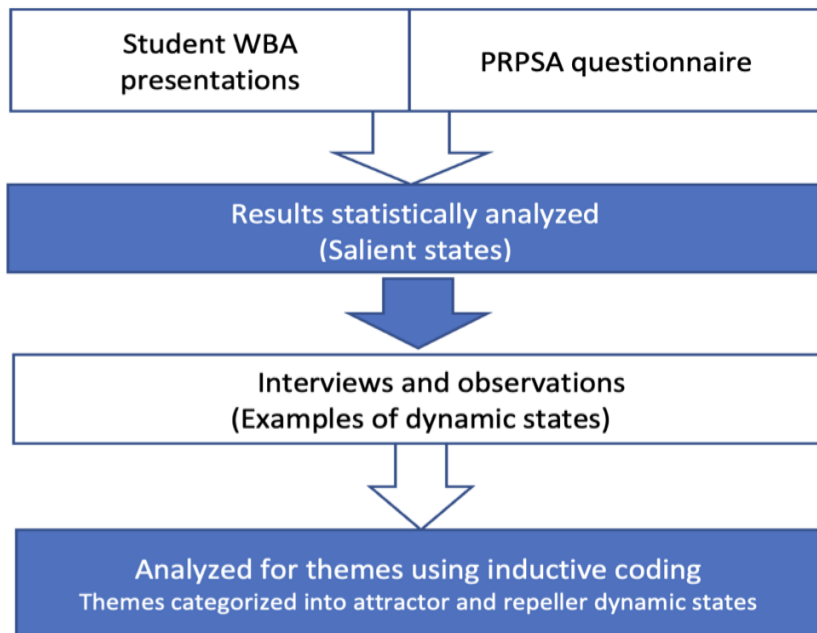 Student WBA
presentations
PRPSA questionnaire
Results statistically analyzed
(Salient states)
Interviews and observations
(Examples of dynamic states)
Analyzed for themes using inductive coding
Themes categorized into attractor and repeller dynamic states